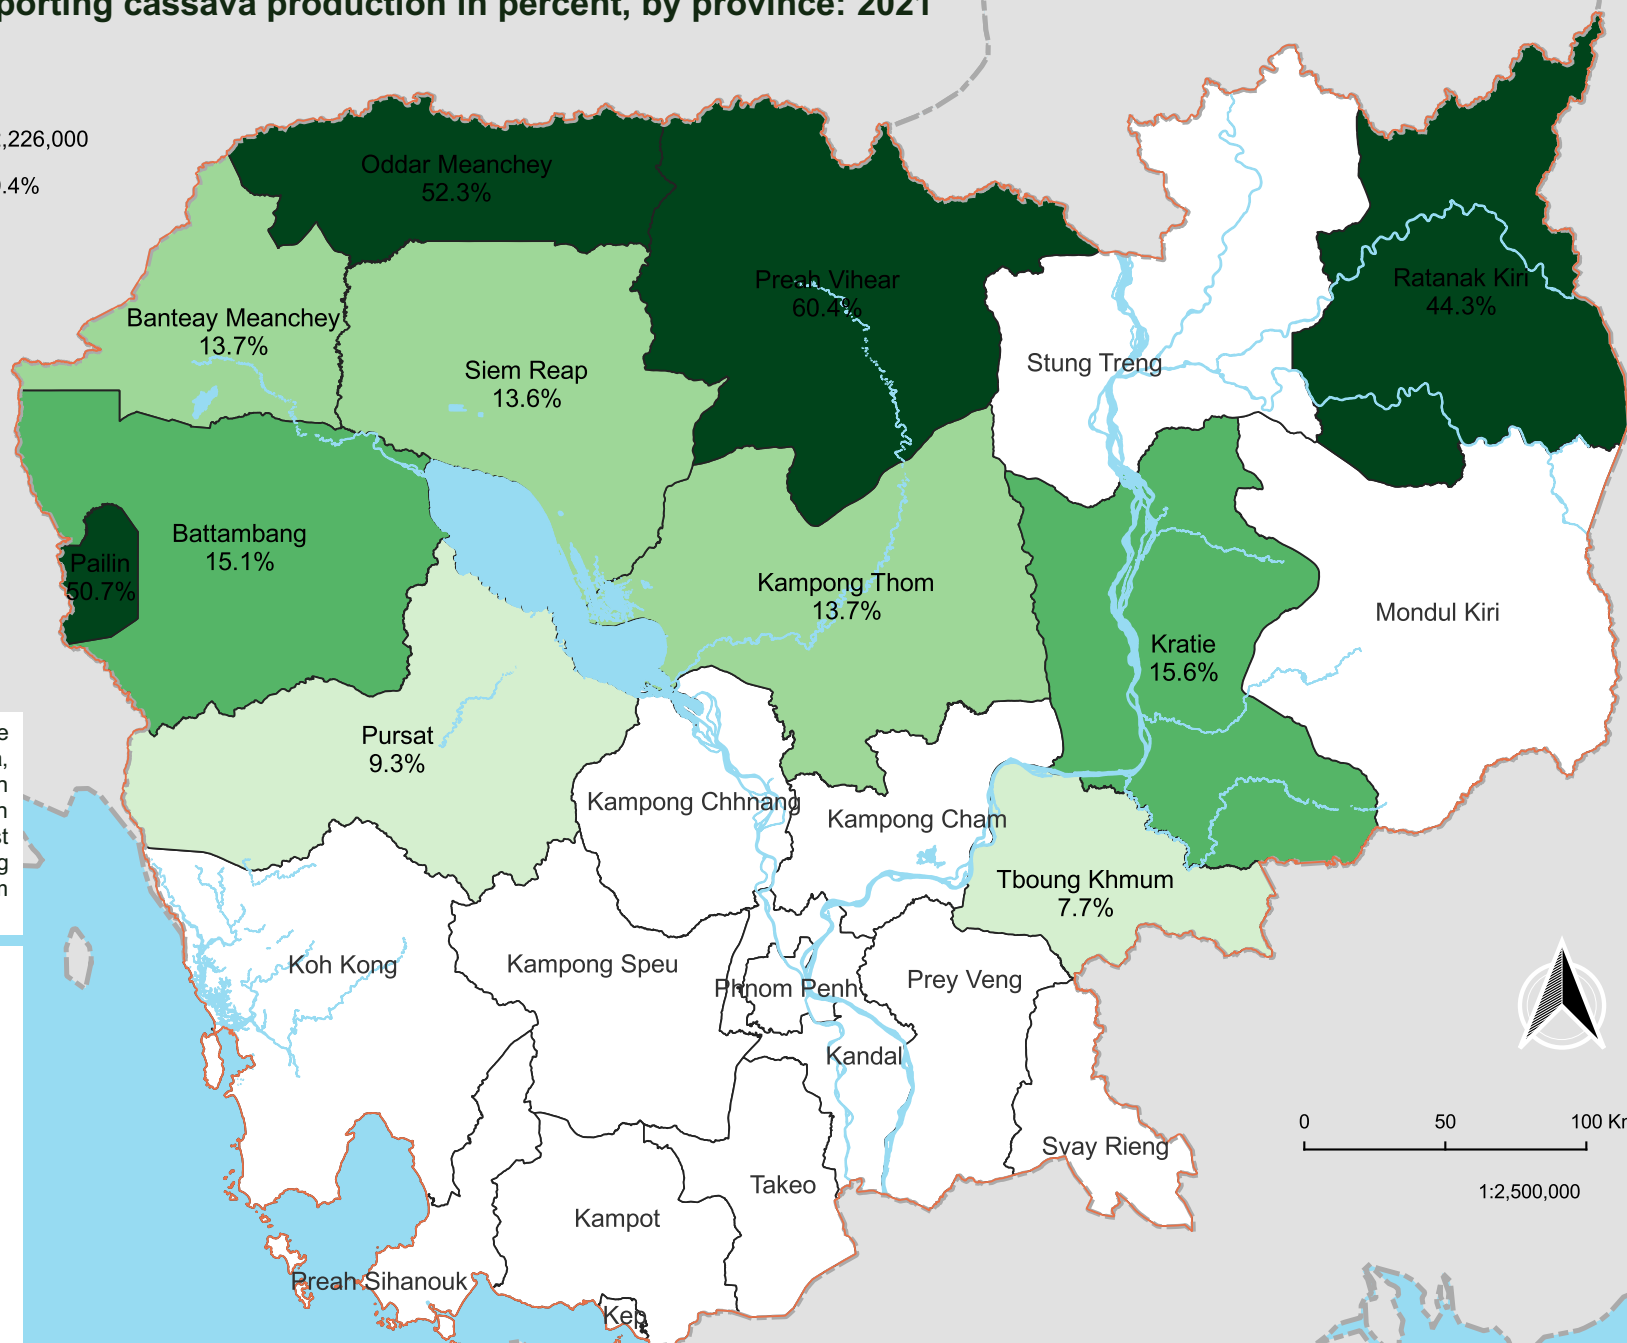 cassava production in percent, by province: 2021
,226,000
.4%
Oddar Meanchey
52.3%
Preah Vihear
60.4%
Ratanak Kiri
44.3%
Banteay Meanchey
13.7%
Siem Reap
13.6%
Stung Treng
Battambang
15.1%
Pailin
50.7%
Kampong Thom
13.7%
Kratie
15.6%
Mondul Kiri
Pursat
9.3%
Kampong Chhnang
Kampong Cham
Tboung Khmum
7.7%
Koh Kong
Kampong Speu
Phnom Penh
Prey Veng
Kandal
Svay Rieng
Takeo
Kampot
Preah Sihanouk
Kep
0 50 100
1:2,500,000